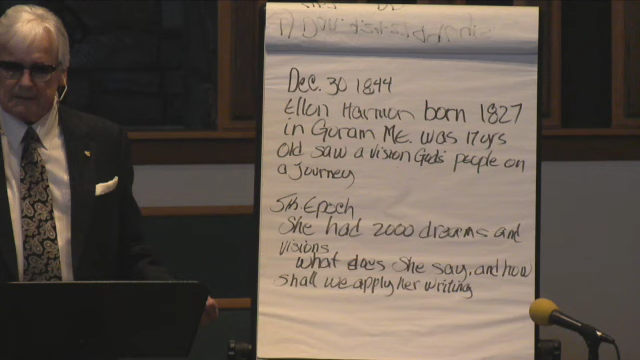 Dec. 30 1844
Ellen Harmon born 1827
in Goram ME. was 17 yrs
old saw a vision Gods' people on
a Journey
5th. Epoch
She had 2000 dreams and
visions
what does she say, and how
shall we apply her writing